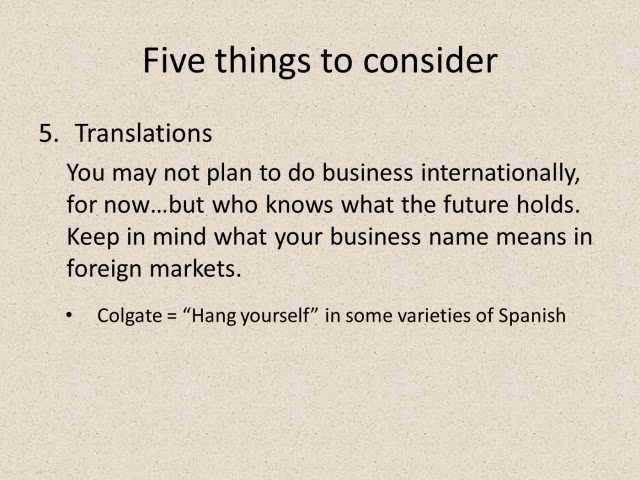 Five things to consider
5. Translations
You may not plan to do business internationally,
for now…but who knows what the future holds.
Keep in mind what your business name means in
foreign markets.
• Colgate = “Hang yourself” in some varieties of Spanish